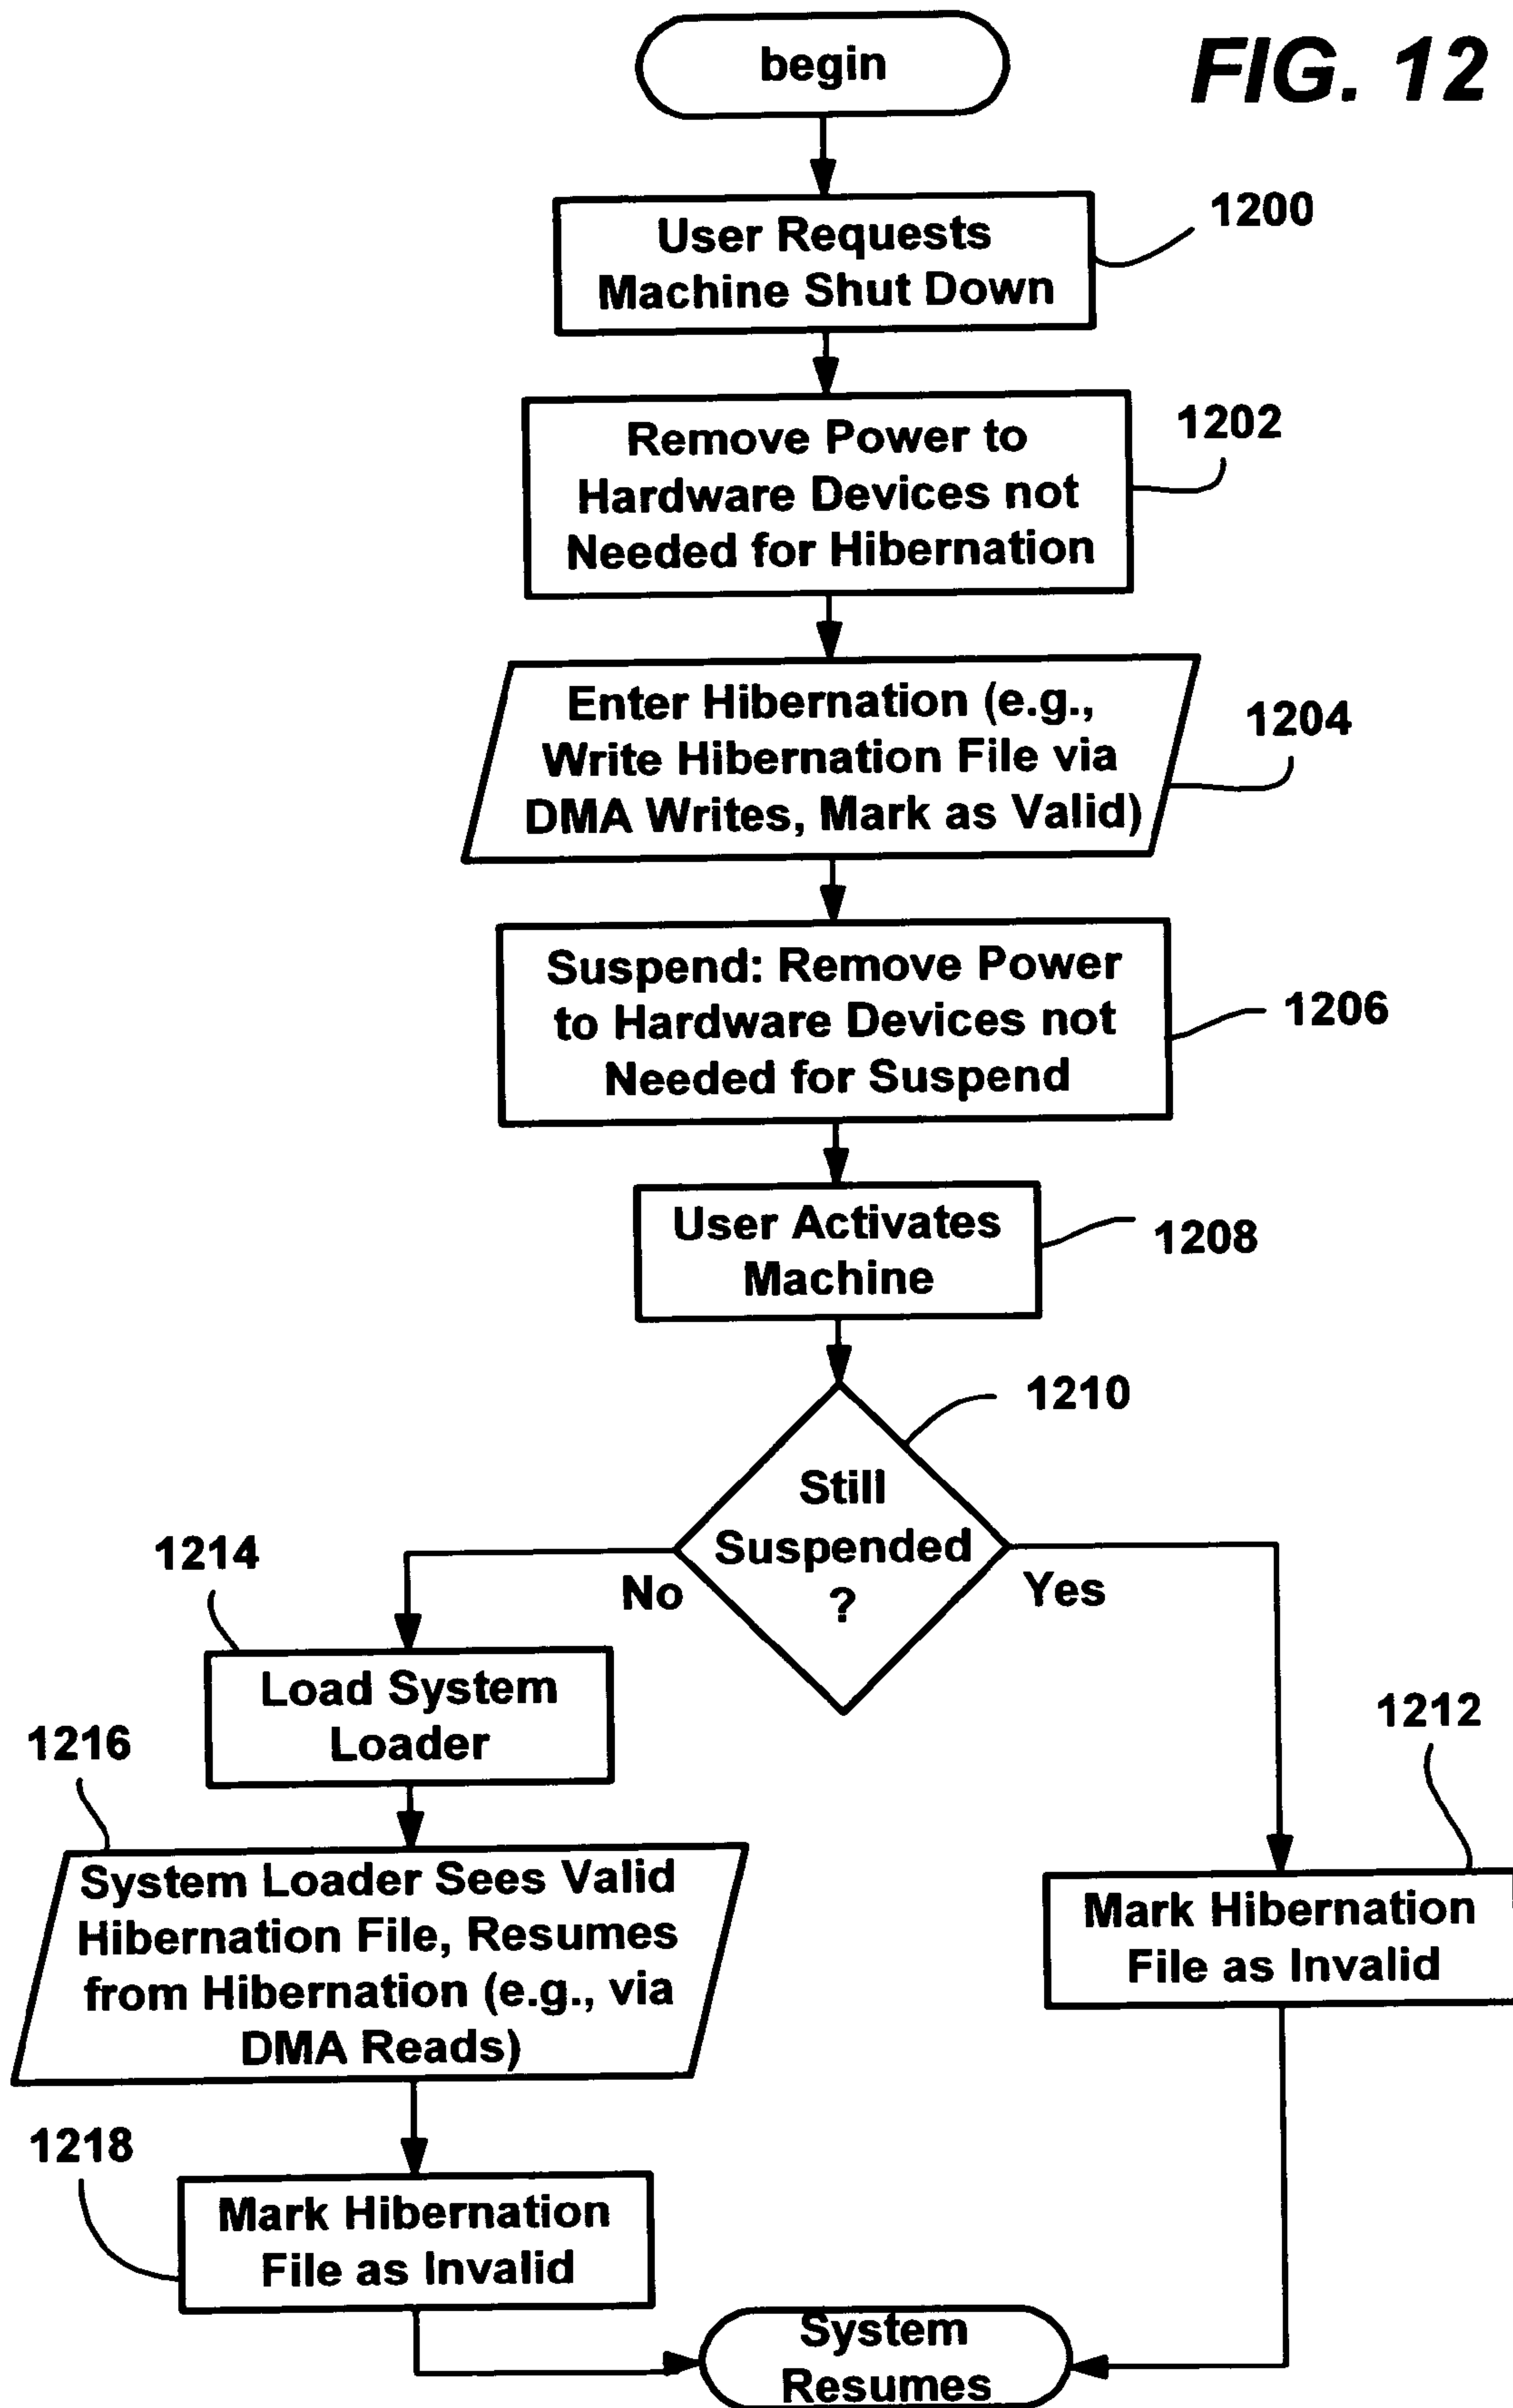 begin
FIG. 12
User Requests
Machine Shut Down
1200
Remove Power to
Hardware Devices not
Needed for Hibernation
1202
Enter Hibernation (e.g.,
Write Hibernation File via
DMA Writes, Mark as Valid)
1204
Suspend: Remove Power
to Hardware Devices not
Needed for Suspend
1206
User Activates
Machine
1208
1210
Still
Suspended
?
No
Yes
1214
Load System
Loader
1216
System Loader Sees Valid
Hibernation File, Resumes
from Hibernation (e.g., via
DMA Reads)
1212
Mark Hibernation
File as Invalid
1218
Mark Hibernation
File as Invalid
System
Resumes